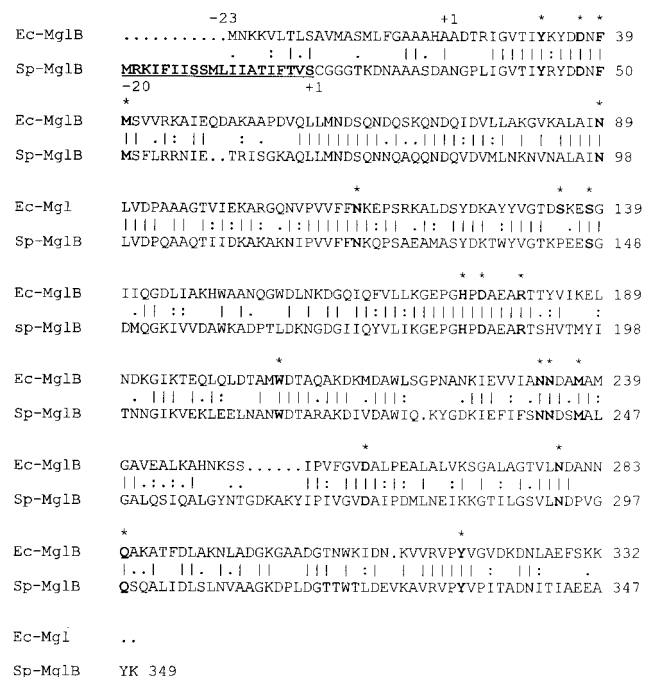 -23 +1 * * *
Ec-MglB ...........MNKKVLTLSAVMASMLFGAAAHAADTRIGVTIYKYDDNF 39
. | : . .|| . | |||||| ||||
Sp-MglB MRKIFIISSMLIIATIFTVSCGGGTKDNAAASDANGPLIGVTIYRYDDNF 50
-20 +1
* *
Ec-MglB MSVVRKAIEQDAKAAPDVQLLMNDSQNDQSKQNDQIDVLLAKGVKALAIN 89
Sp-MglB MSFLRRNIE..TRISGKAQLLMNDSQNNQAQQNDQVDVMLNKNVNALAIN 98
* * *
Ec-Mgl LVDPAAAGTVIEKARGQNVPVVFFNKEPSRKALDSYDKAYYVGTDSKESG 139
Sp-MglB LVDPQAAQTIIDKAKAKNIPVVFFNKQPSAEAMASYDKTWYVGTKPEESG 148
* * *
Ec-MglB IIQGDLIAKHWAANQGWDLNKDGQIQFVLLKGEPGHPDAEARTTYVIKEL 189
sp-MglB DMQGKIVVDAWKADPTLDKNGDGIIQYVLIKGEPGHPDAEARTSHVTMYI 198
* ** *
Ec-MglB NDKGIKTEQLQLDTAMWDTAQAKDKMDAWLSGPNANKIEVVIANNDAMAM 239
Sp-MglB TNNGIKVEKLEELNANWDTARAKDIVDAWIQ.KYGDKIEFIFSNNDSMAL 247
* *
Ec-MglB GAVEALKAHNKSS......IPVFGVDALPEALALVKSGALAGTVLNDANN 283
Sp-MglB GALQSIQALGYNTGDKAKYIPIVGVDAIPDMLNEIKKGTILGSVLNDPVG 297
* *
Ec-MglB QAKATFDLAKNLADGKGAADGTNWKIDN.KVVRVPYVGVDKDNLAEFSKK 332
Sp-MglB QSQALIDLSLNVAAGKDPLDGTTWTLDEVKAVRVPYVPITADNITIAEEA 347
Ec-Mgl ..
Sp-MglB YK 349